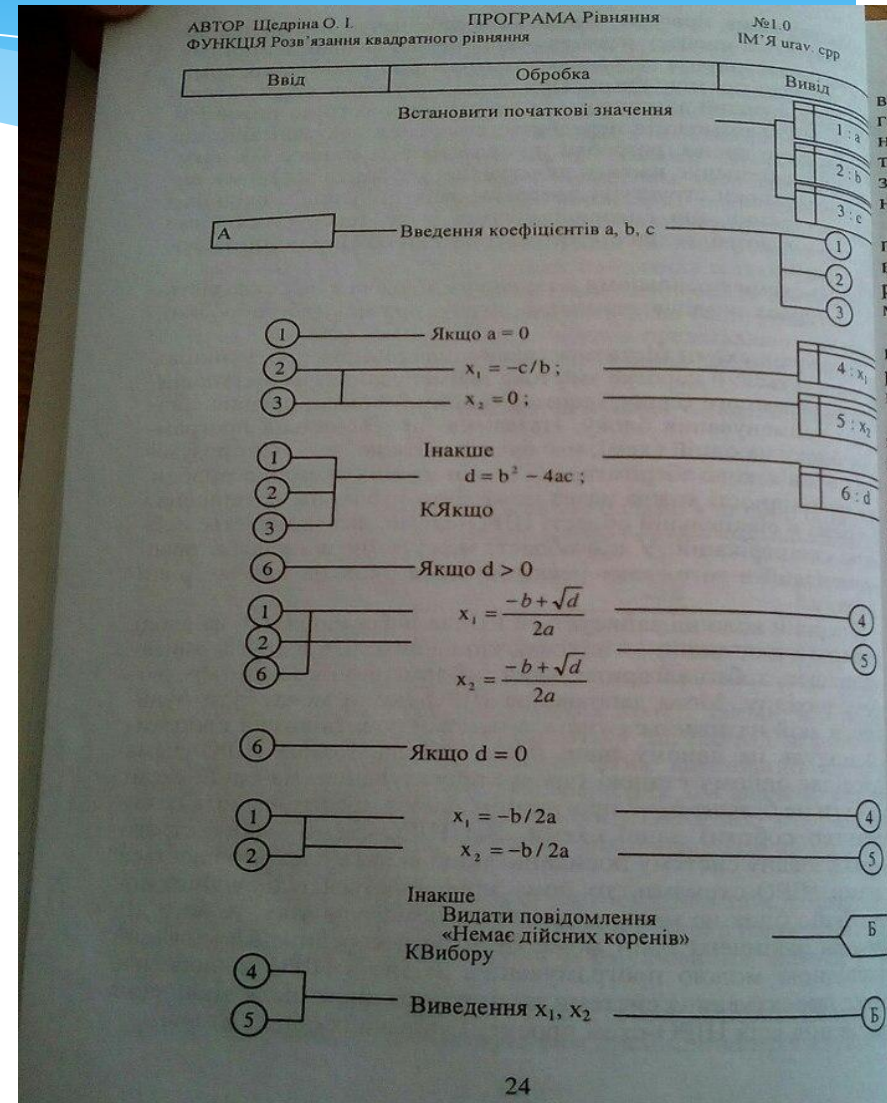 АВТОР Щедріна О. І. ПРОГРАМА Рівняння №1.0
ФУНКЦІЯ Розв’язання квадратного рівняння ІМ’Я urav. cpp
Ввід Обробка Вивід
Встановити початкові значення
1 : a
2 : b
3 : c
A Введення коефіцієнтів a, b, c 1
2
3
1 Якщо a = 0
2 x₁ = –c/b ; 4 : x₁
3 x₂ = 0 ; 5 : x₂
1 Інакше
2 d = b² – 4ac ; 6 : d
3 КЯкщо
6 Якщо d > 0
1 x₁ = (–b + √d) / 2a 4
2
6 x₂ = (–b + √d) / 2a 5
6 Якщо d = 0
1 x₁ = –b/2a 4
2 x₂ = –b/2a 5
Інакше
Видати повідомлення Б
«Немає дійсних коренів»
КВибору
4
5 Виведення x₁, x₂ Б
24